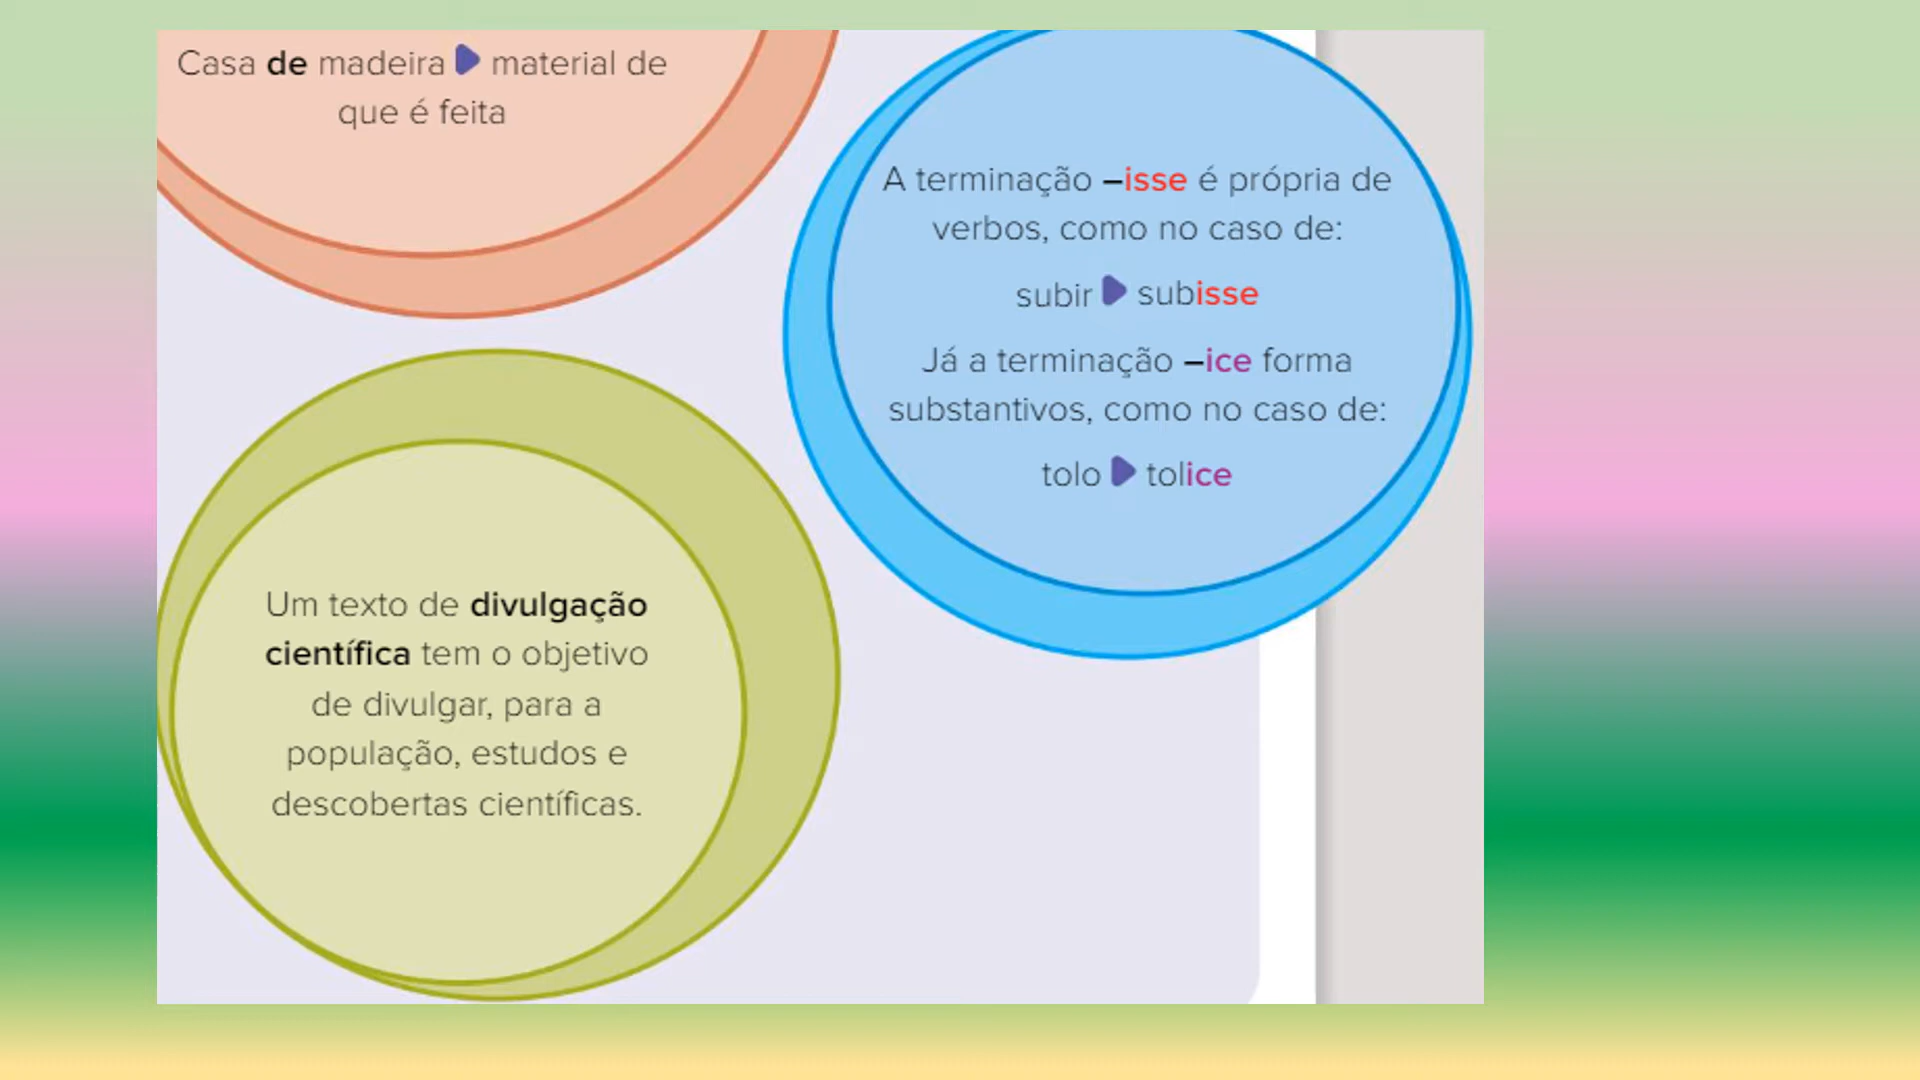 Casa de madeira ▶ material de
que é feita
A terminação –isse é própria de
verbos, como no caso de:
subir ▶ subisse
Já a terminação –ice forma
substantivos, como no caso de:
tolo ▶ tolice
Um texto de divulgação
científica tem o objetivo
de divulgar, para a
população, estudos e
descobertas científicas.